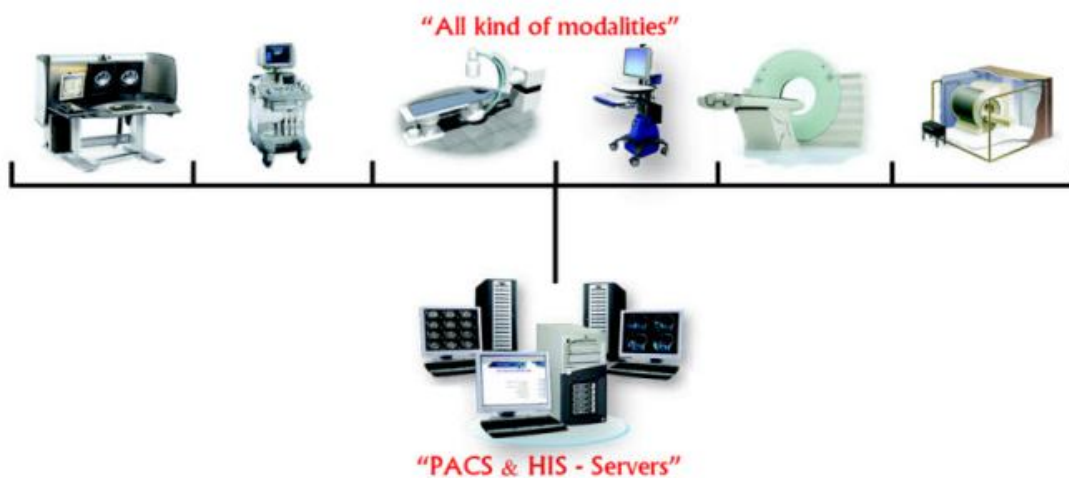 “All kind of modalities”
“PACS & HIS - Servers”